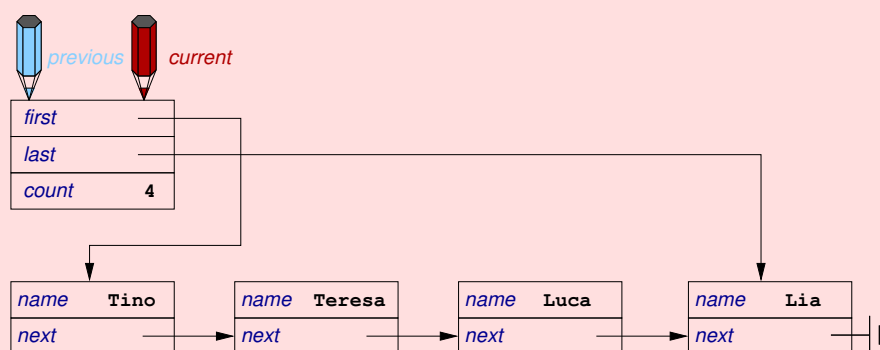 previous current
first
last
count 4
name Tino name Teresa name Luca name Lia
next next next next